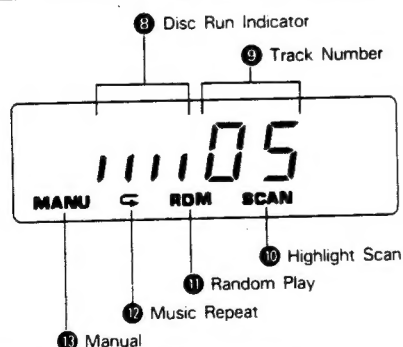 8 Disc Run Indicator
9 Track Number
05
MANU RDM SCAN
10 Highlight Scan
11 Random Play
12 Music Repeat
13 Manual